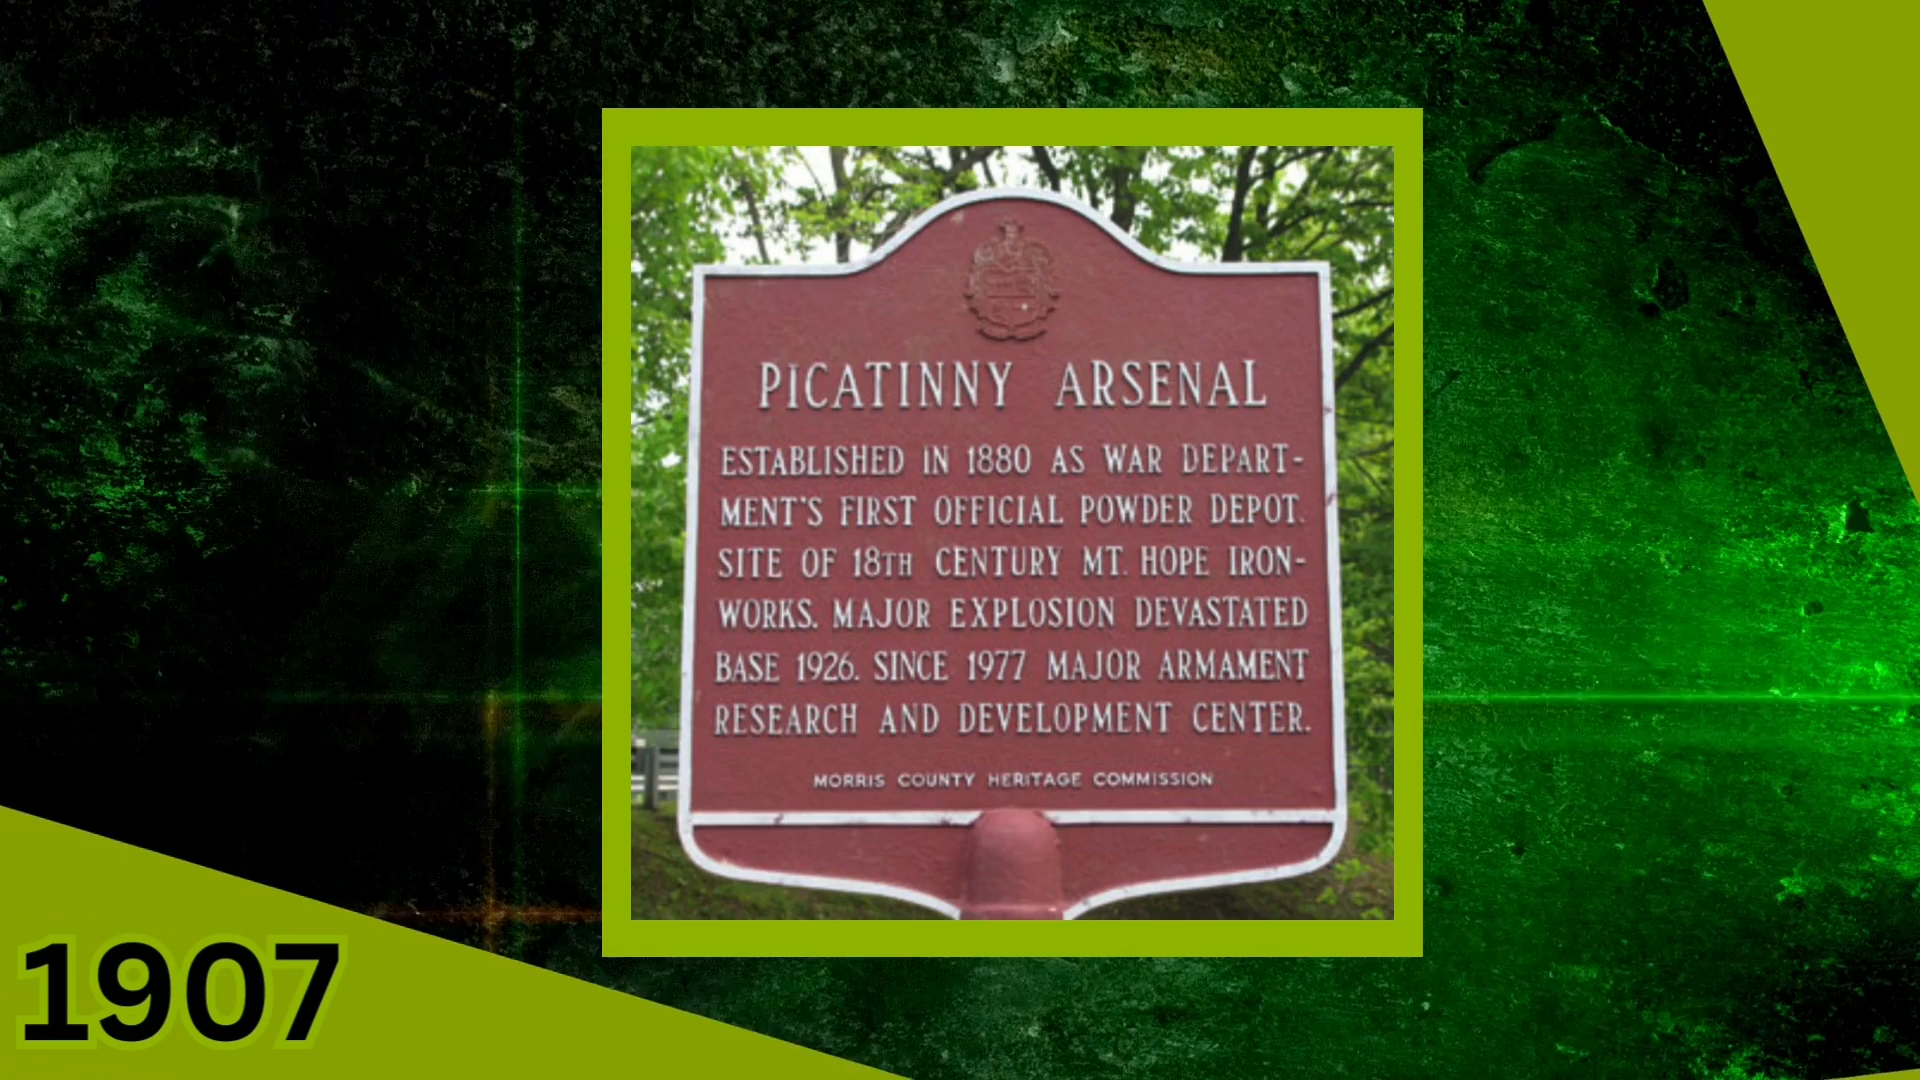 PICATINNY ARSENAL
ESTABLISHED IN 1880 AS WAR DEPART-
MENT'S FIRST OFFICIAL POWDER DEPOT.
SITE OF 18TH CENTURY MT. HOPE IRON-
WORKS. MAJOR EXPLOSION DEVASTATED
BASE 1926. SINCE 1977 MAJOR ARMAMENT
RESEARCH AND DEVELOPMENT CENTER.
MORRIS COUNTY HERITAGE COMMISSION
1907